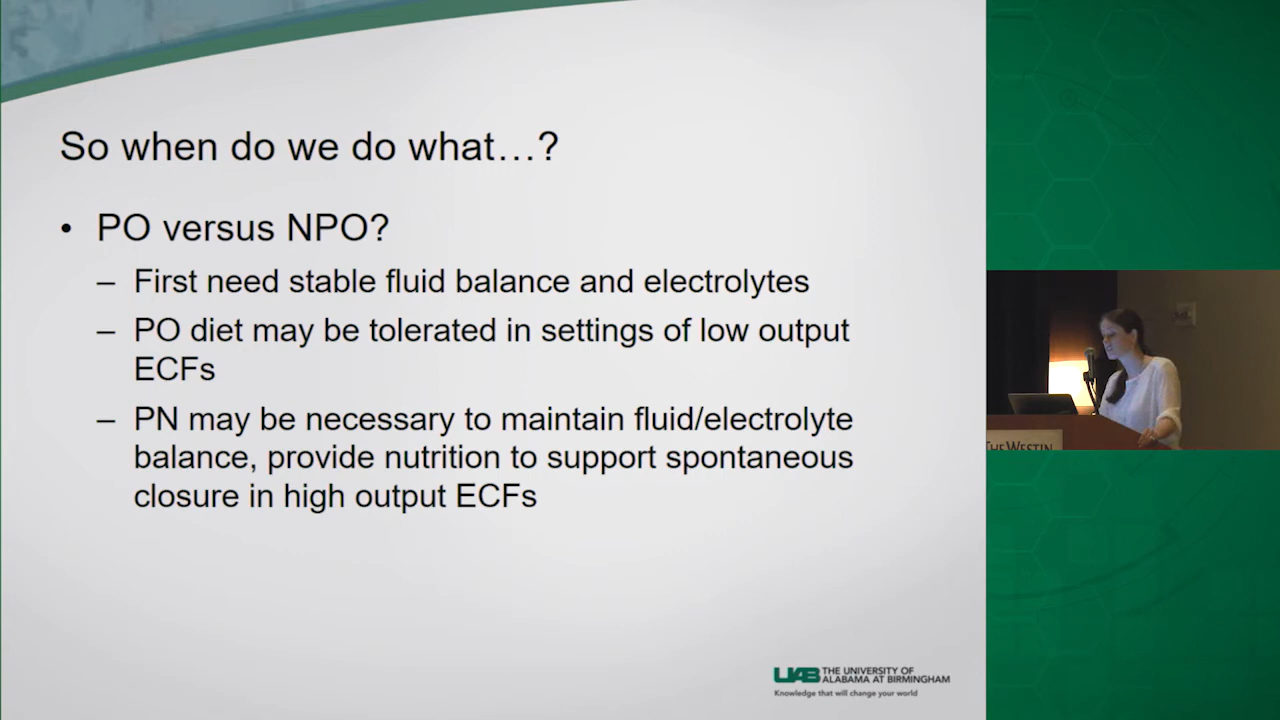 So when do we do what…?
• PO versus NPO?
– First need stable fluid balance and electrolytes
– PO diet may be tolerated in settings of low output
ECFs
– PN may be necessary to maintain fluid/electrolyte
balance, provide nutrition to support spontaneous
closure in high output ECFs
THE WESTIN
UAB THE UNIVERSITY OF
ALABAMA AT BIRMINGHAM
Knowledge that will change your world